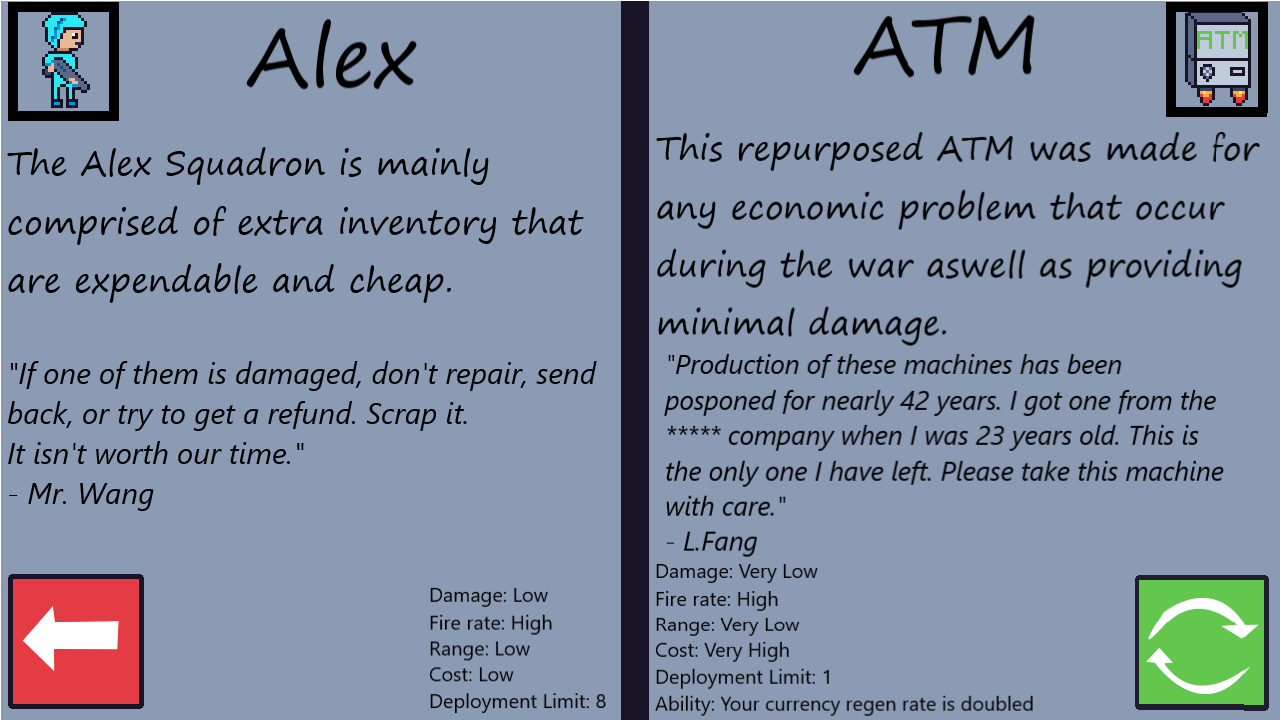 Alex
The Alex Squadron is mainly
comprised of extra inventory that
are expendable and cheap.
"If one of them is damaged, don't repair, send
back, or try to get a refund. Scrap it.
It isn't worth our time."
- Mr. Wang
Damage: Low
Fire rate: High
Range: Low
Cost: Low
Deployment Limit: 8
ATM
ATM
This repurposed ATM was made for
any economic problem that occur
during the war aswell as providing
minimal damage.
"Production of these machines has been
posponed for nearly 42 years. I got one from the
***** company when I was 23 years old. This is
the only one I have left. Please take this machine
with care."
- L.Fang
Damage: Very Low
Fire rate: High
Range: Very Low
Cost: Very High
Deployment Limit: 1
Ability: Your currency regen rate is doubled